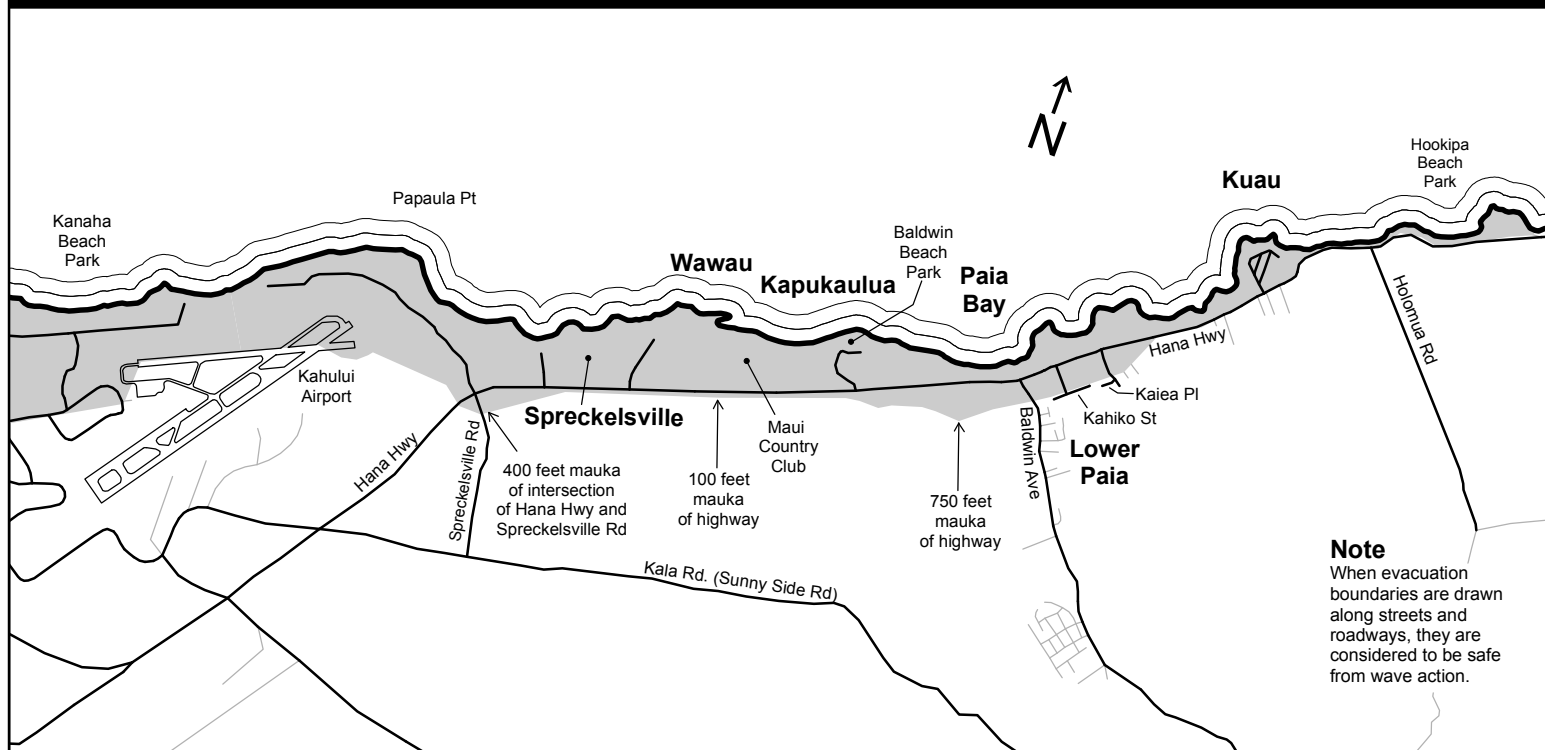 N
Hookipa
Beach
Park
Kuau
Papaula Pt
Kanaha
Beach
Park
Baldwin
Beach
Park
Wawau
Kapukaulua
Paia
Bay
Holomua Rd
Hana Hwy
Kahului
Airport
Kaiea Pl
Kahiko St
Spreckelsville
Maui
Country
Club
Baldwin Ave
Lower
Paia
Hana Hwy
Spreckelsville Rd
400 feet mauka
of intersection
of Hana Hwy and
Spreckelsville Rd
100 feet
mauka
of highway
750 feet
mauka
of highway
Kala Rd. (Sunny Side Rd)
Note
When evacuation
boundaries are drawn
along streets and
roadways, they are
considered to be safe
from wave action.